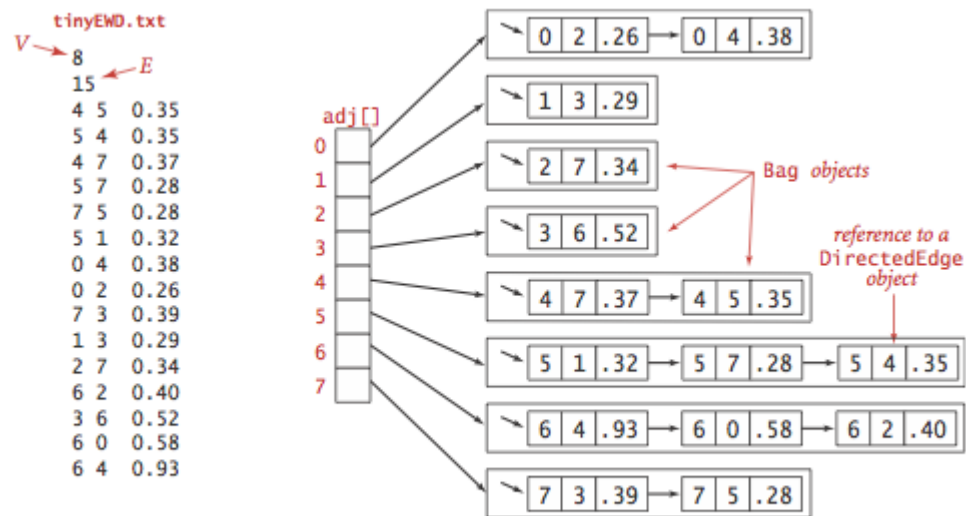 tinyEWD.txt
V
8
E
15
4 5 0.35
5 4 0.35
4 7 0.37
5 7 0.28
7 5 0.28
5 1 0.32
0 4 0.38
0 2 0.26
7 3 0.39
1 3 0.29
2 7 0.34
6 2 0.40
3 6 0.52
6 0 0.58
6 4 0.93
adj[]
0
1
2
3
4
5
6
7
0 2 .26 0 4 .38
1 3 .29
2 7 .34
3 6 .52
4 7 .37 4 5 .35
5 1 .32 5 7 .28 5 4 .35
6 4 .93 6 0 .58 6 2 .40
7 3 .39 7 5 .28
Bag objects
reference to a
DirectedEdge
object